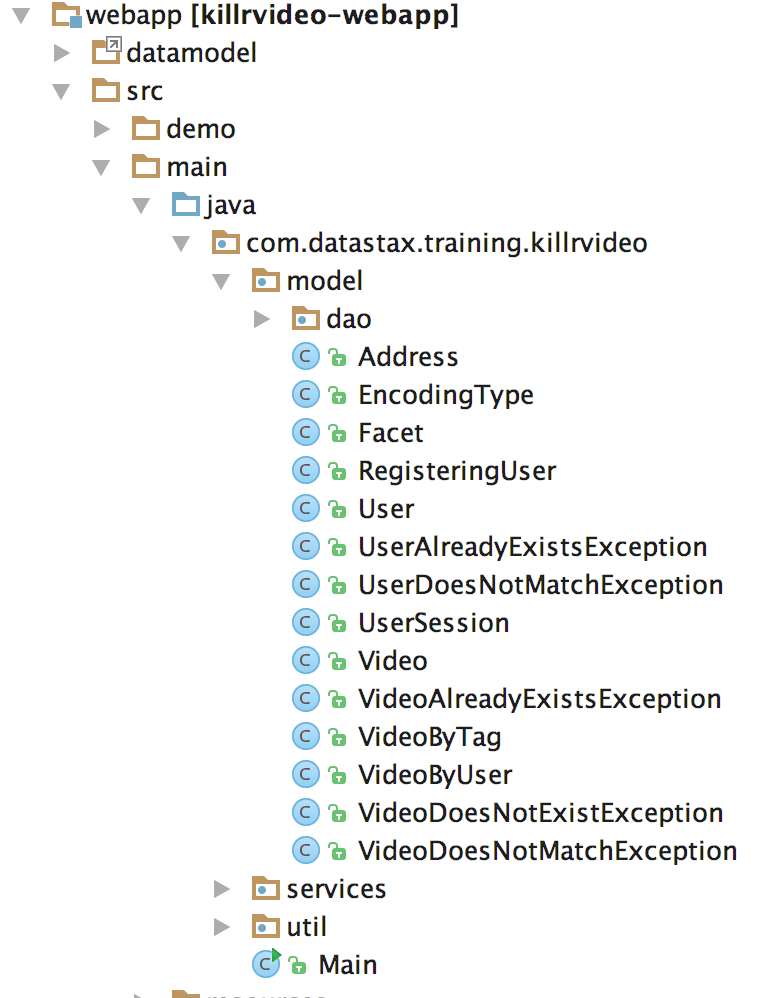 webapp [killrvideo-webapp]
datamodel
src
demo
main
java
com.datastax.training.killrvideo
model
dao
C Address
C EncodingType
C Facet
C RegisteringUser
C User
C UserAlreadyExistsException
C UserDoesNotMatchException
C UserSession
C Video
C VideoAlreadyExistsException
C VideoByTag
C VideoByUser
C VideoDoesNotExistException
C VideoDoesNotMatchException
services
util
C Main